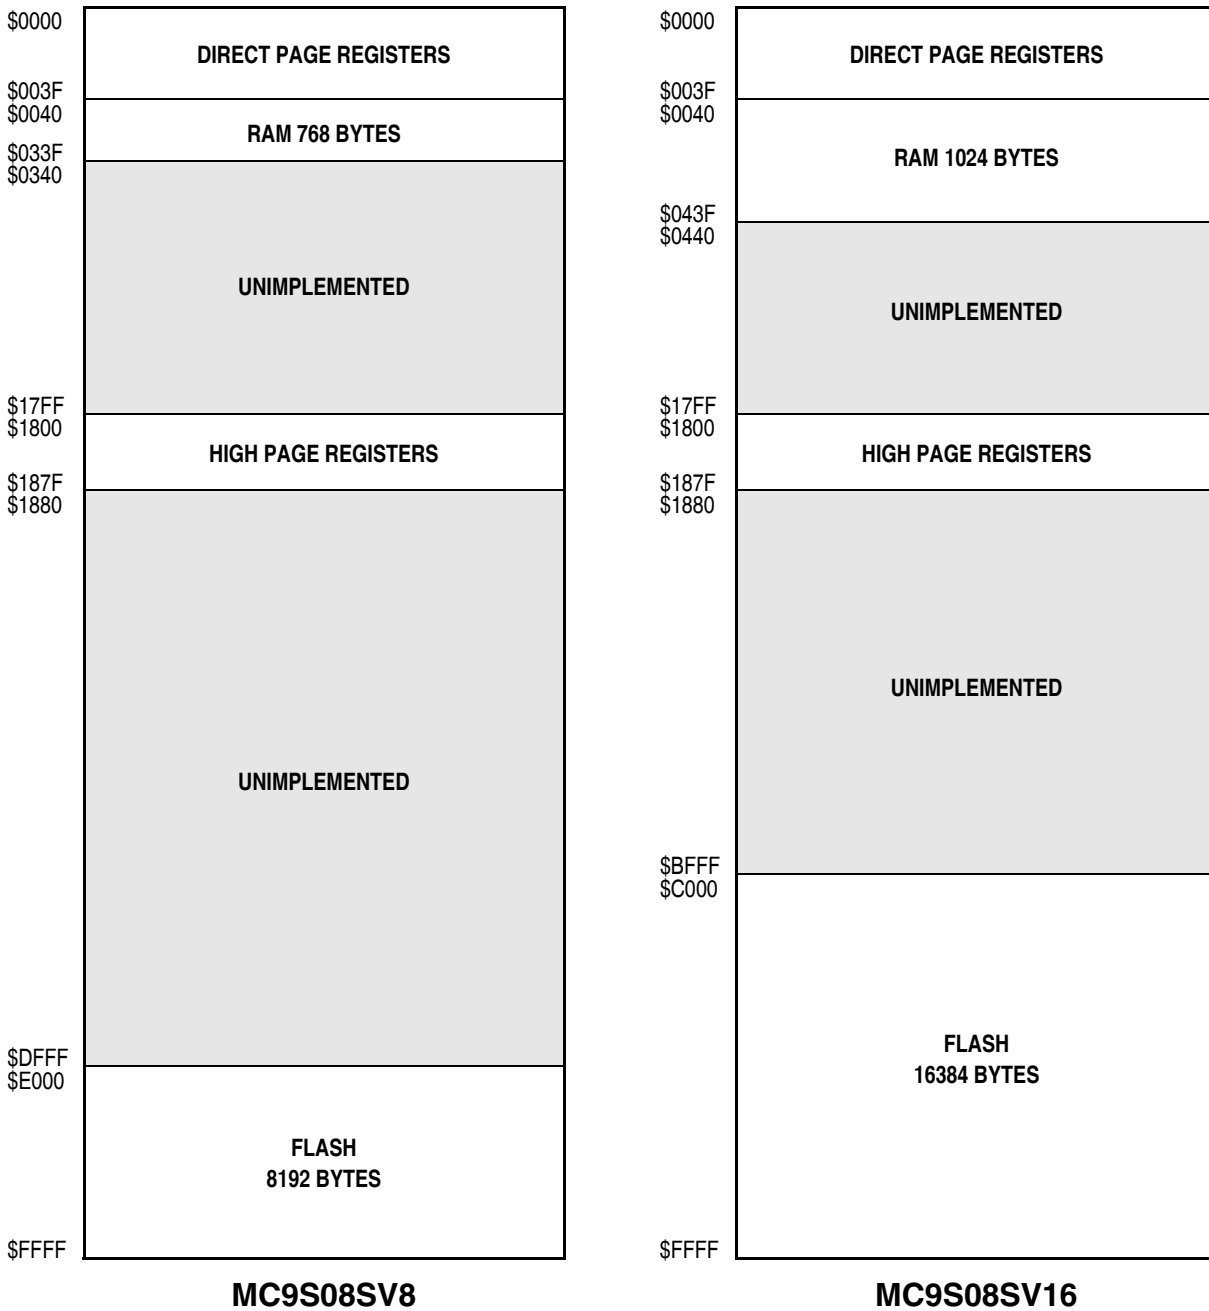 $0000
DIRECT PAGE REGISTERS
$003F
$0040
RAM 768 BYTES
$033F
$0340
UNIMPLEMENTED
$17FF
$1800
HIGH PAGE REGISTERS
$187F
$1880
UNIMPLEMENTED
$DFFF
$E000
FLASH
8192 BYTES
$FFFF
MC9S08SV8
$0000
DIRECT PAGE REGISTERS
$003F
$0040
RAM 1024 BYTES
$043F
$0440
UNIMPLEMENTED
$17FF
$1800
HIGH PAGE REGISTERS
$187F
$1880
UNIMPLEMENTED
$BFFF
$C000
FLASH
16384 BYTES
$FFFF
MC9S08SV16